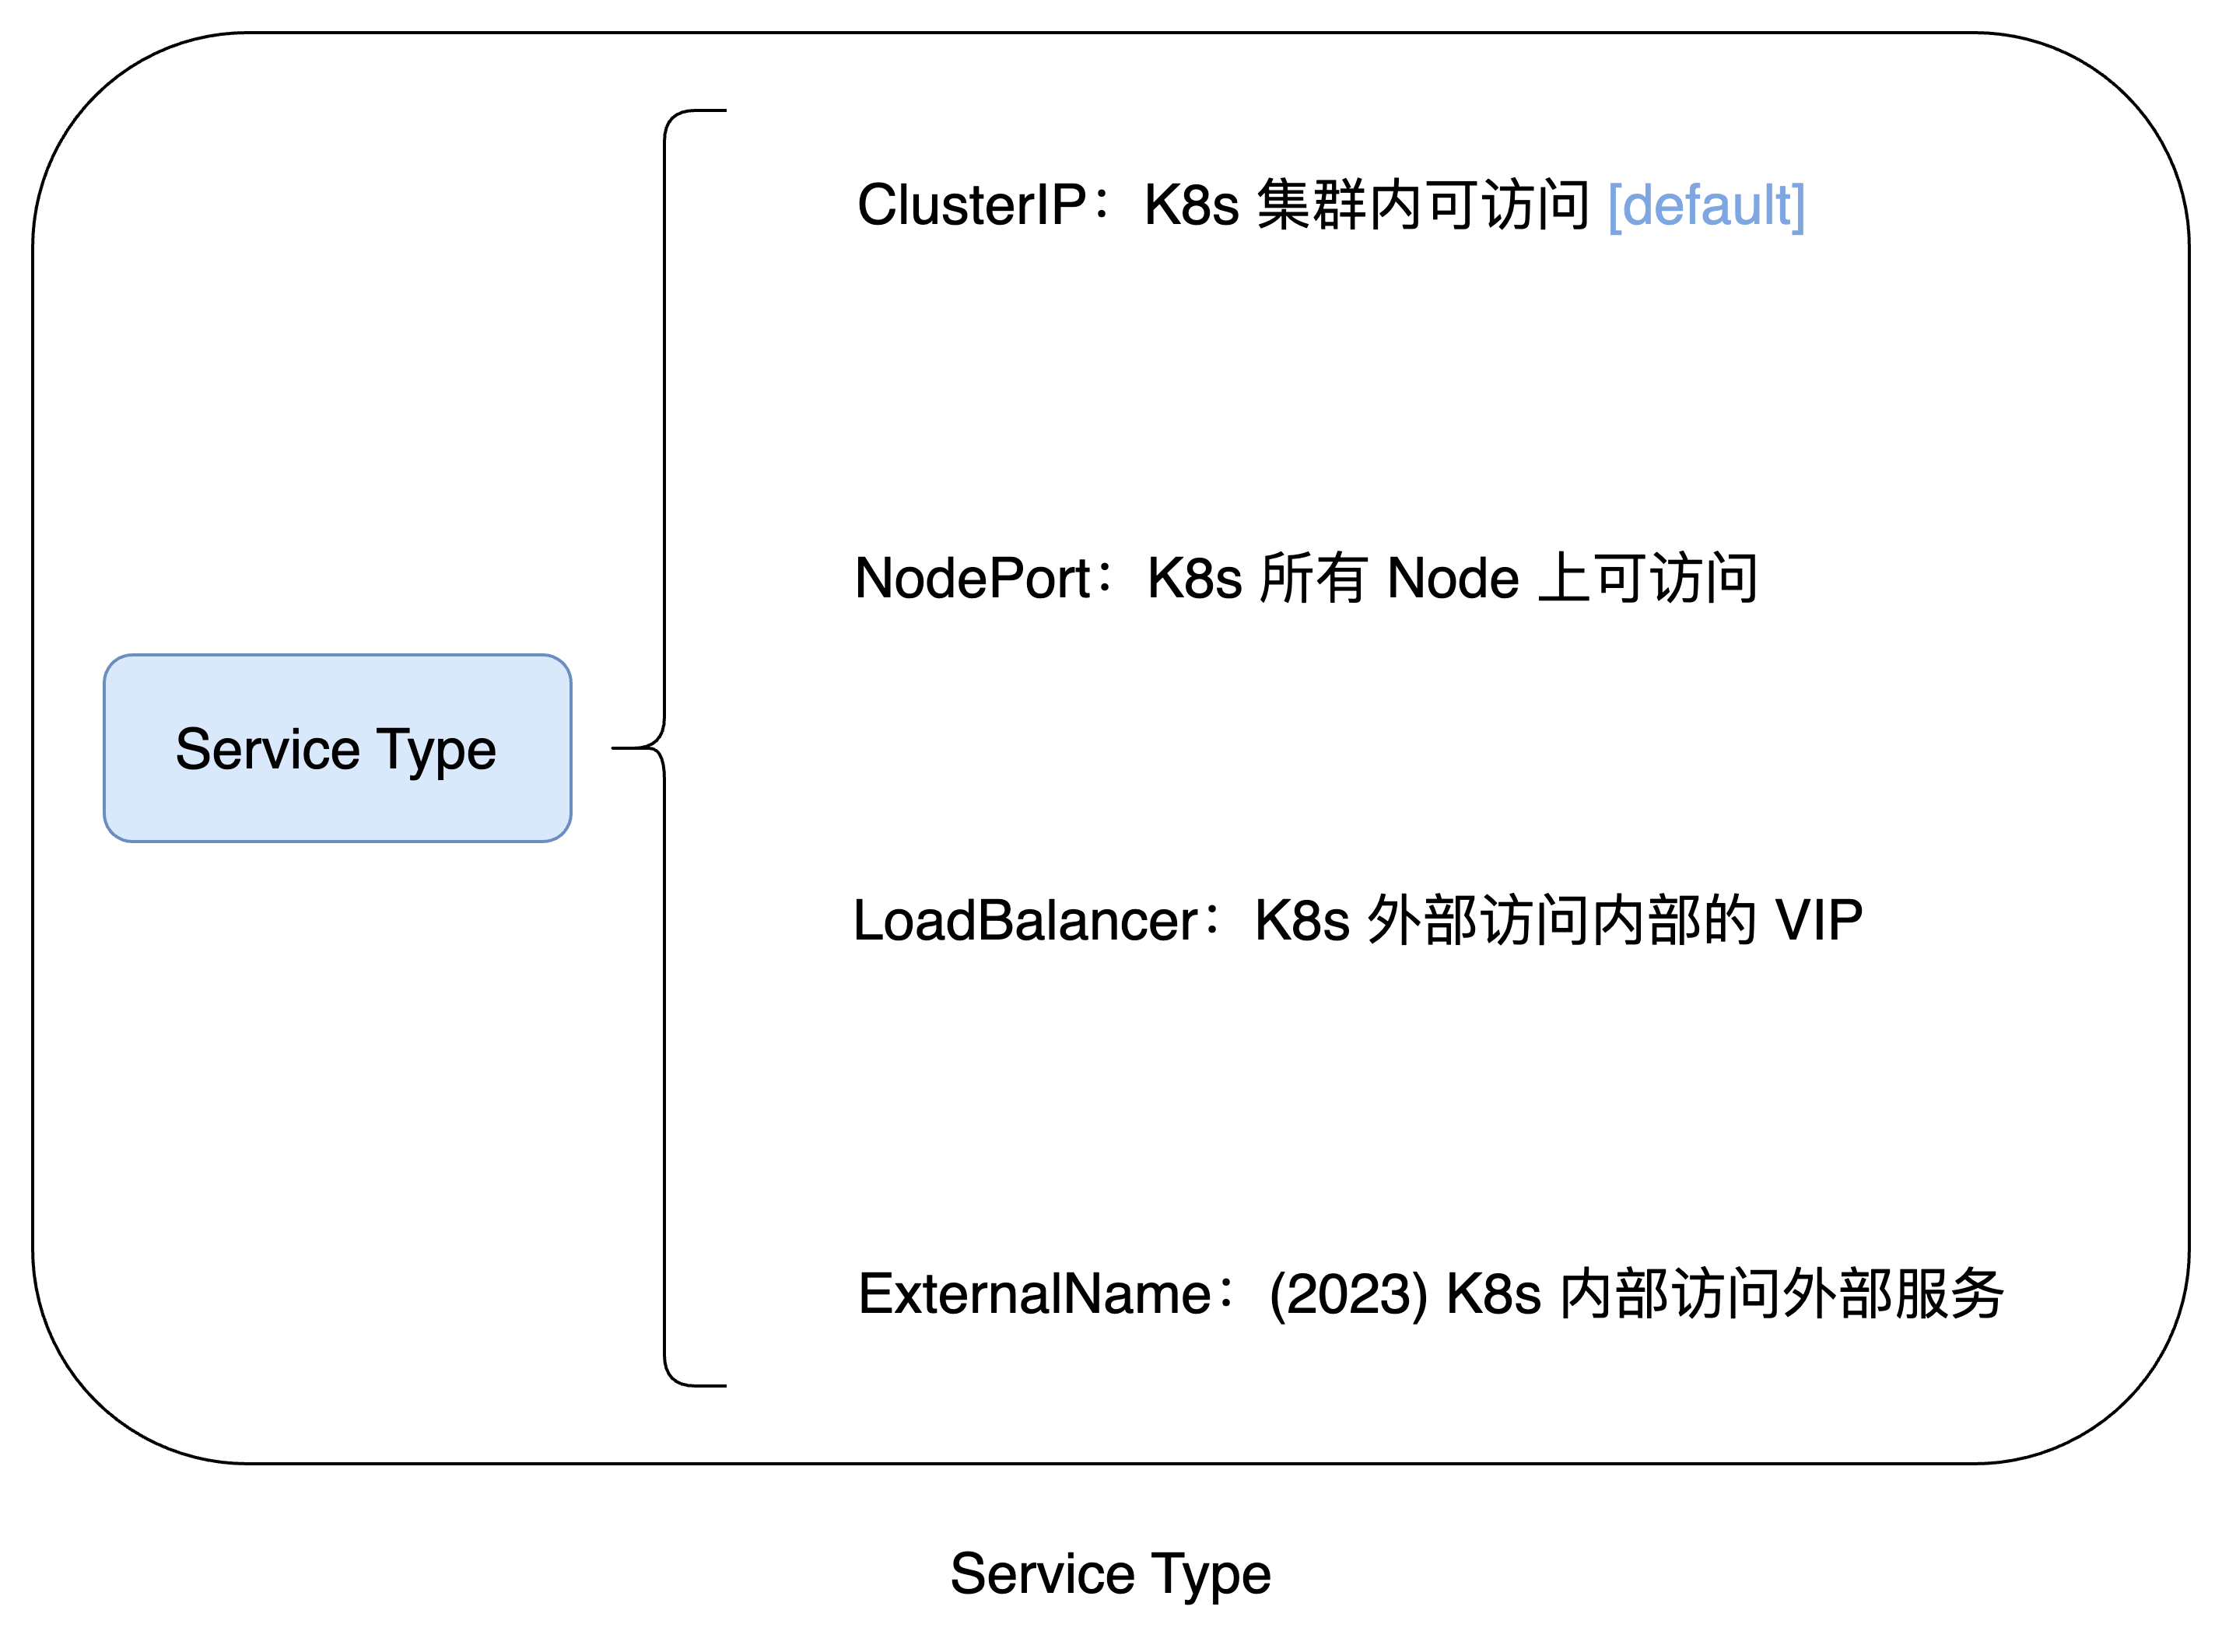 ClusterIP：K8s 集群内可访问 [default]
NodePort：K8s 所有 Node 上可访问
Service Type
LoadBalancer：K8s 外部访问内部的 VIP
ExternalName：(2023) K8s 内部访问外部服务
Service Type